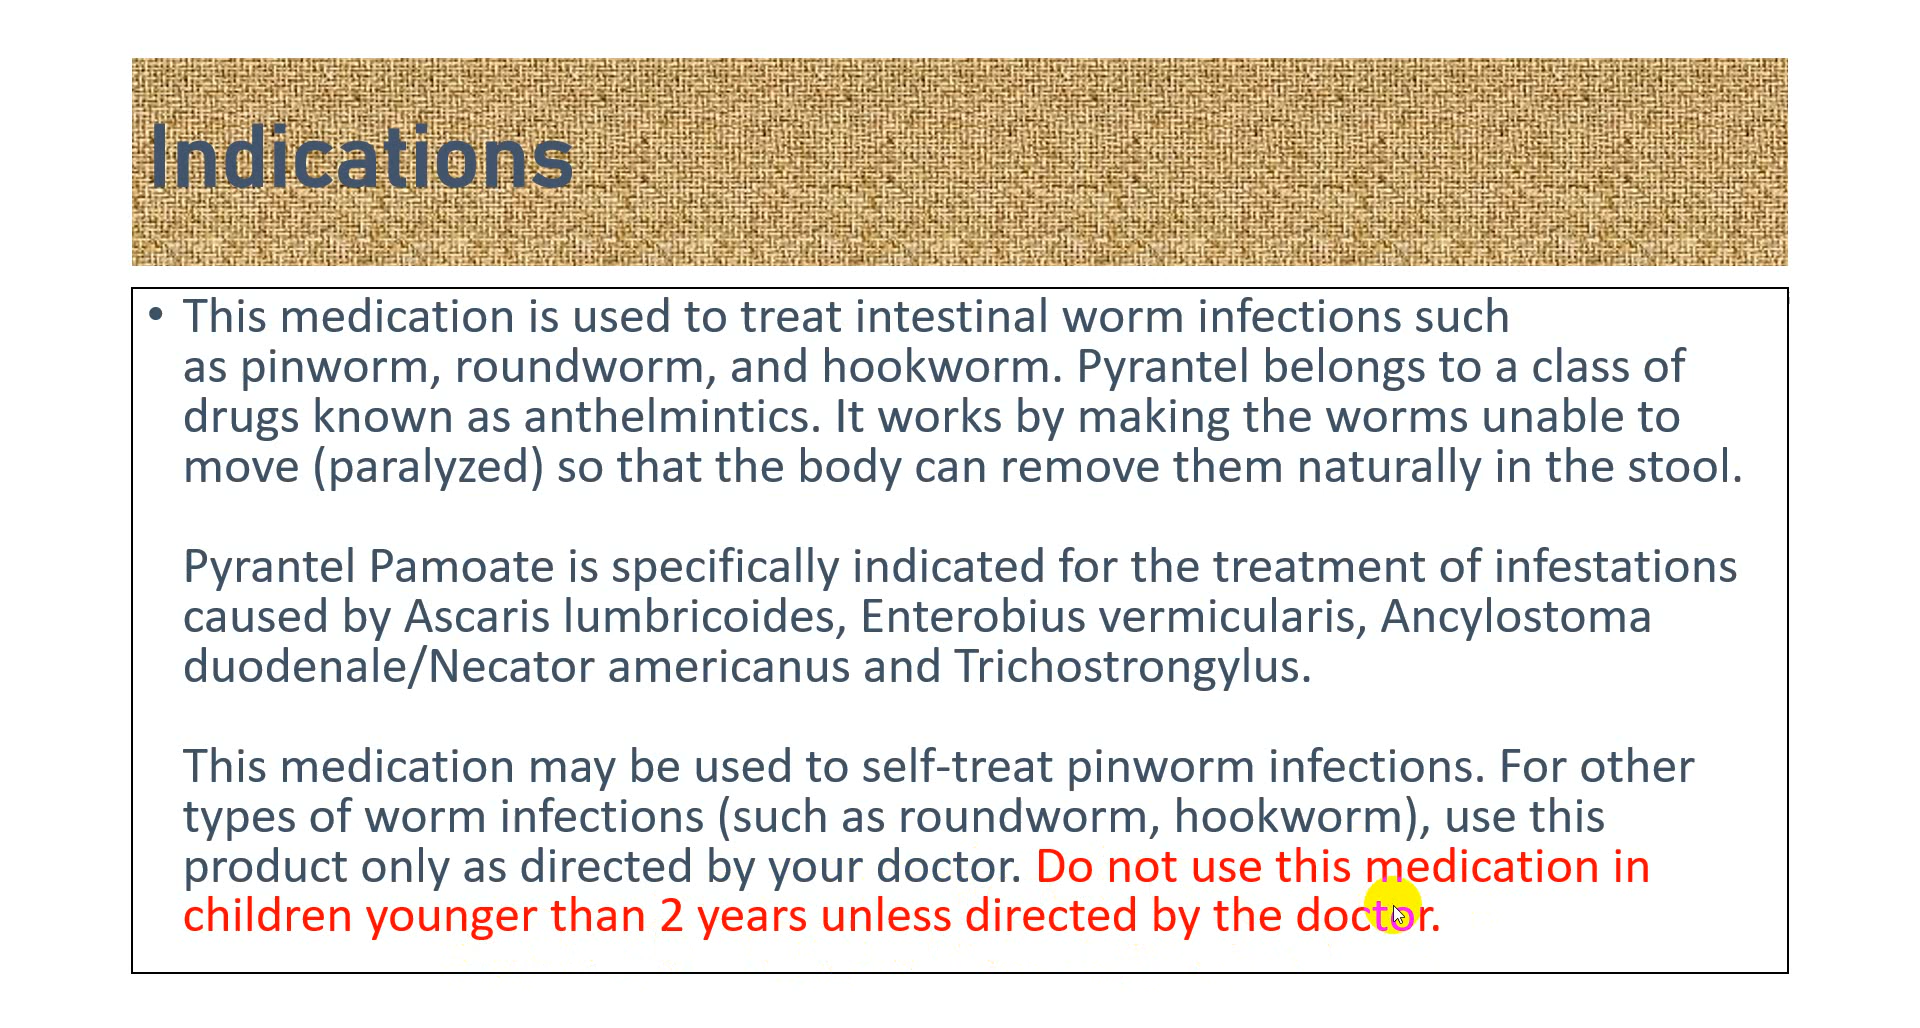 Indications
• This medication is used to treat intestinal worm infections such
as pinworm, roundworm, and hookworm. Pyrantel belongs to a class of
drugs known as anthelmintics. It works by making the worms unable to
move (paralyzed) so that the body can remove them naturally in the stool.
Pyrantel Pamoate is specifically indicated for the treatment of infestations
caused by Ascaris lumbricoides, Enterobius vermicularis, Ancylostoma
duodenale/Necator americanus and Trichostrongylus.
This medication may be used to self-treat pinworm infections. For other
types of worm infections (such as roundworm, hookworm), use this
product only as directed by your doctor. Do not use this medication in
children younger than 2 years unless directed by the doctor.